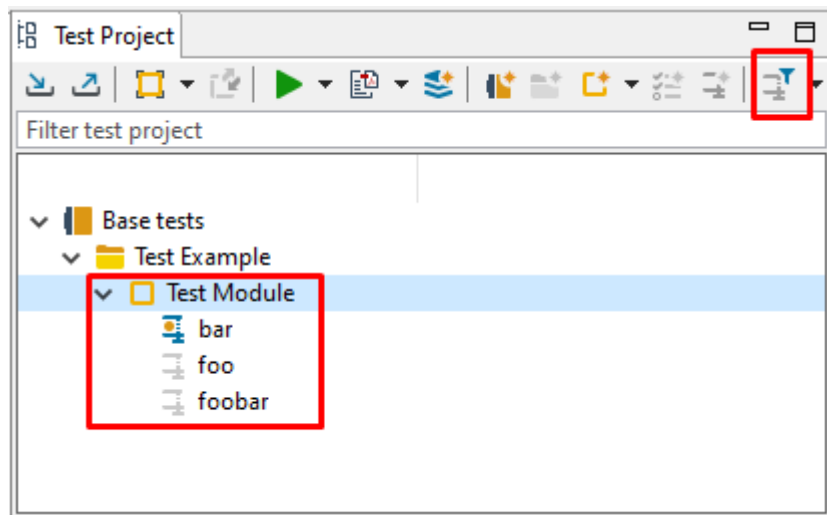 Test Project
Filter test project
Base tests
Test Example
Test Module
bar
foo
foobar